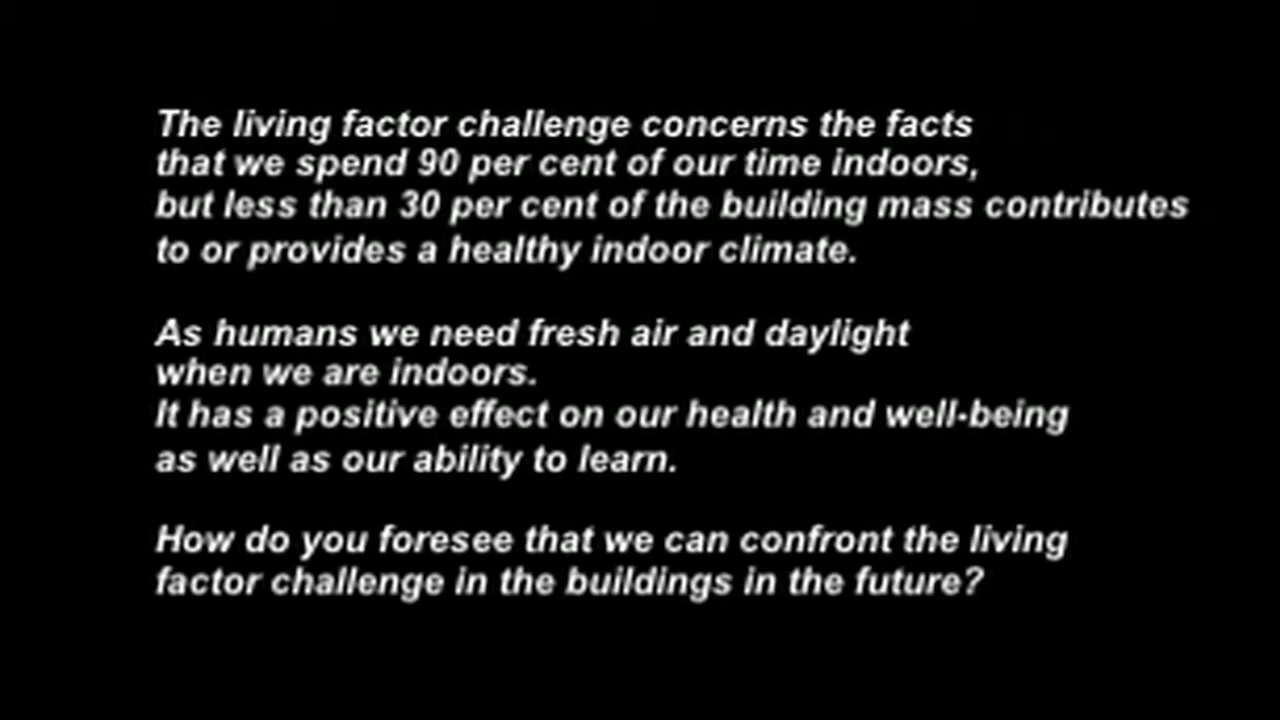 The living factor challenge concerns the facts
that we spend 90 per cent of our time indoors,
but less than 30 per cent of the building mass contributes
to or provides a healthy indoor climate.
As humans we need fresh air and daylight
when we are indoors.
It has a positive effect on our health and well-being
as well as our ability to learn.
How do you foresee that we can confront the living
factor challenge in the buildings in the future?